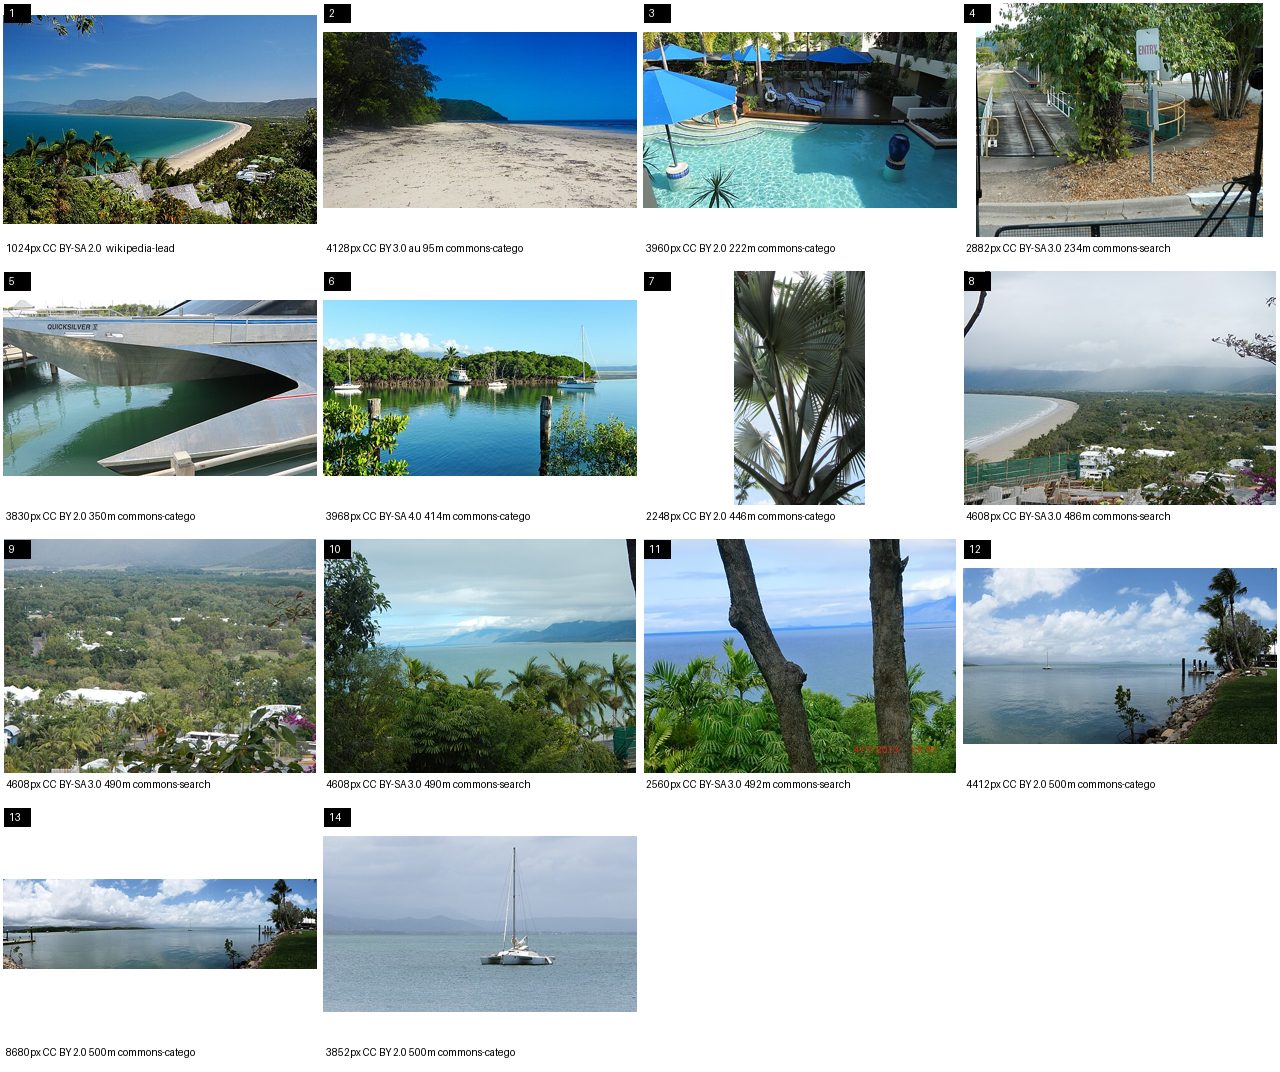 1
2
3
4
ENTRY
1024px CC BY-SA 2.0 wikipedia-lead
4128px CC BY 3.0 au 95m commons-catego
3960px CC BY 2.0 222m commons-catego
2882px CC BY-SA 3.0 234m commons-search
5
6
7
8
QUICKSILVER V
3830px CC BY 2.0 350m commons-catego
3968px CC BY-SA 4.0 414m commons-catego
2248px CC BY 2.0 446m commons-catego
4608px CC BY-SA 3.0 486m commons-search
9
10
11
12
4608px CC BY-SA 3.0 490m commons-search
4608px CC BY-SA 3.0 490m commons-search
2560px CC BY-SA 3.0 492m commons-search
4412px CC BY 2.0 500m commons-catego
13
14
8680px CC BY 2.0 500m commons-catego
3852px CC BY 2.0 500m commons-catego